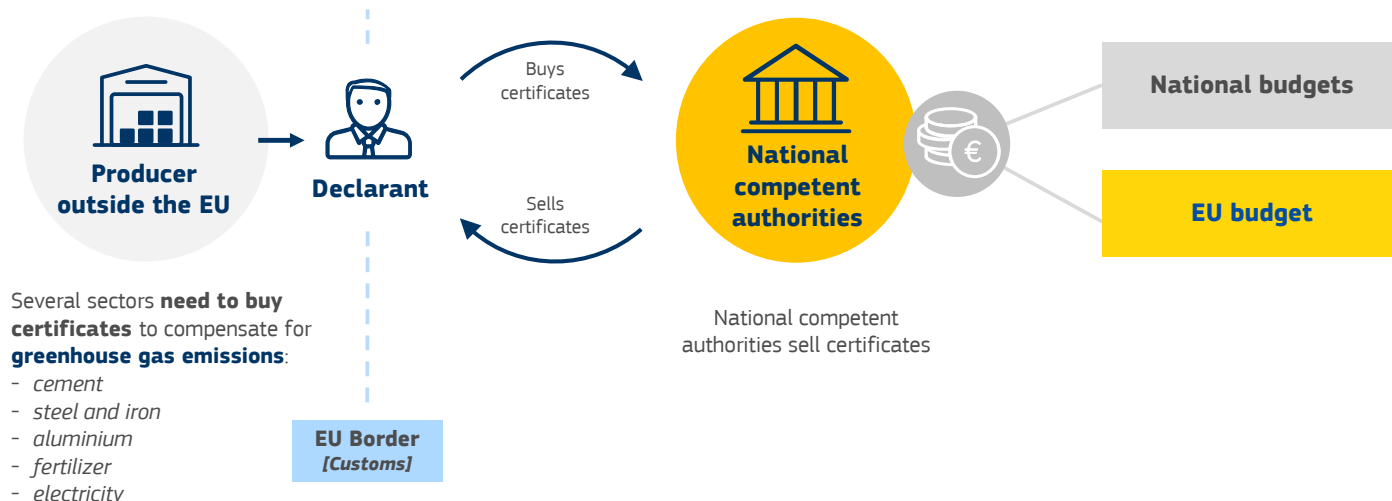 Producer
outside the EU
Declarant
Buys
certificates
Sells
certificates
National
competent
authorities
€
National budgets
EU budget
Several sectors need to buy
certificates to compensate for
greenhouse gas emissions:
- cement
- steel and iron
- aluminium
- fertilizer
- electricity
EU Border
[Customs]
National competent
authorities sell certificates